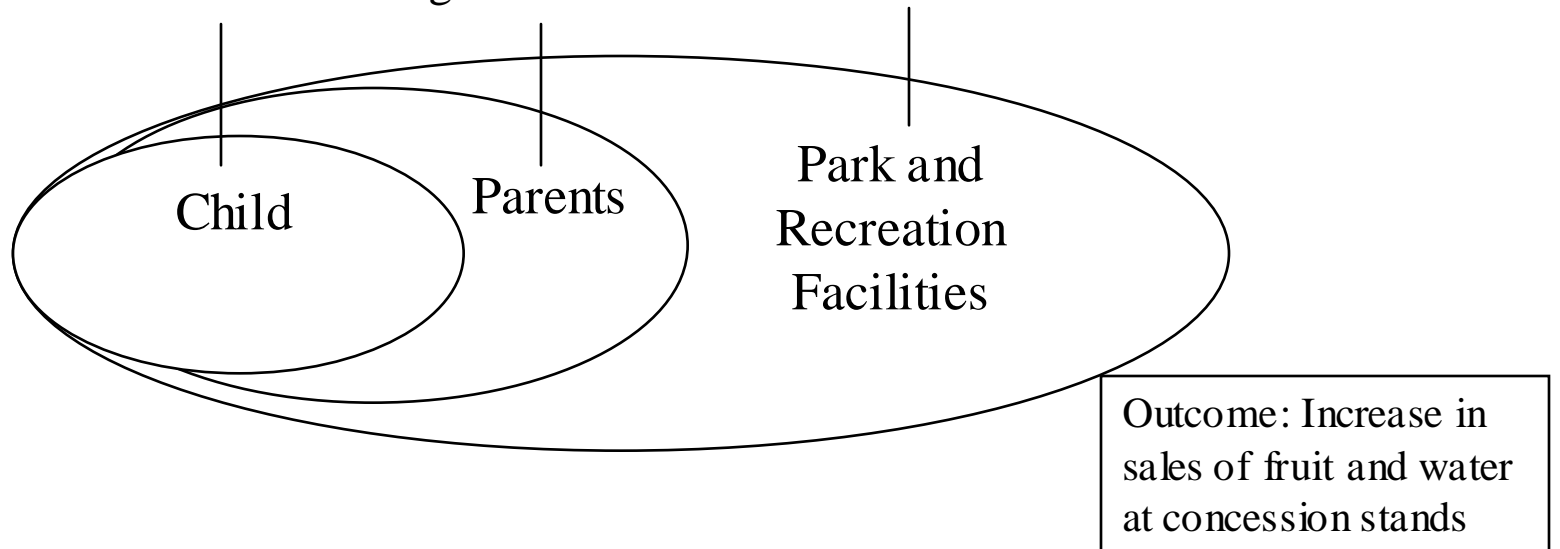 Child
Parents
Park and
Recreation
Facilities
Outcome: Increase in
sales of fruit and water
at concession stands